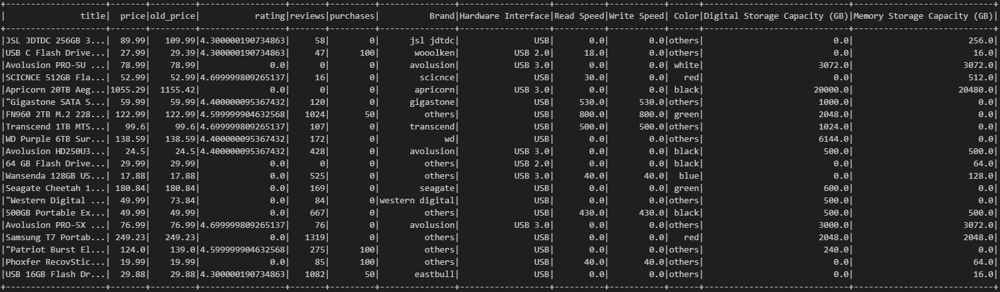 | title| price|old_price| rating|reviews|purchases| Brand|Hardware Interface|Read Speed|Write Speed| Color|Digital Storage Capacity (GB)|Memory Storage Capacity (GB)|
|JSL JDTDC 256GB 3...| 89.99| 109.99|4.300000190734863| 58| 0| jsl jdtdc| USB| 0.0| 0.0|others| 0.0| 256.0|
|USB C Flash Drive...| 27.99| 29.39|4.300000190734863| 47| 100| wooolken| USB 2.0| 18.0| 0.0|others| 0.0| 16.0|
|Avolusion PRO-5U ...| 78.99| 78.99| 0.0| 0| 0| avolusion| USB 3.0| 0.0| 0.0| white| 3072.0| 3072.0|
|SCICNCE 512GB Fla...| 52.99| 52.99|4.699999809265137| 16| 0| scicnce| USB| 30.0| 0.0| red| 0.0| 512.0|
|Apricorn 20TB Aeg...|1055.29| 1155.42| 0.0| 0| 0| apricorn| USB 3.0| 0.0| 0.0| black| 20000.0| 20480.0|
|"Gigastone SATA S...| 59.99| 59.99|4.400000095367432| 120| 0| gigastone| USB| 530.0| 530.0|others| 1000.0| 0.0|
|FN960 2TB M.2 228...| 122.99| 122.99|4.599999904632568| 1024| 50| others| USB| 800.0| 800.0| green| 2048.0| 0.0|
|Transcend 1TB MTS...| 99.6| 99.6|4.699999809265137| 107| 0| transcend| USB| 500.0| 500.0|others| 1024.0| 0.0|
|WD Purple 6TB Sur...| 138.59| 138.59|4.400000095367432| 172| 0| wd| USB| 0.0| 0.0|others| 6144.0| 0.0|
|Avolusion HD250U3...| 24.5| 24.5|4.400000095367432| 428| 0| avolusion| USB 3.0| 0.0| 0.0| black| 500.0| 500.0|
|64 GB Flash Drive...| 29.99| 29.99| 0.0| 0| 0| others| USB 2.0| 0.0| 0.0| black| 0.0| 64.0|
|Wansenda 128GB US...| 17.88| 17.88| 0.0| 525| 0| others| USB 3.0| 40.0| 40.0| blue| 0.0| 128.0|
|Seagate Cheetah 1...| 180.84| 180.84| 0.0| 169| 0| seagate| USB| 0.0| 0.0| green| 600.0| 0.0|
|"Western Digital ...| 49.99| 73.84| 0.0| 84| 0|western digital| USB| 0.0| 0.0|others| 500.0| 0.0|
|500GB Portable Ex...| 49.99| 49.99| 0.0| 667| 0| others| USB| 430.0| 430.0| black| 500.0| 500.0|
|Avolusion PRO-5X ...| 76.99| 76.99|4.699999809265137| 76| 0| avolusion| USB 3.0| 0.0| 0.0|others| 3000.0| 3072.0|
|Samsung T7 Portab...| 249.23| 249.23| 0.0| 1319| 0| others| USB| 0.0| 0.0| red| 2048.0| 2048.0|
|"Patriot Burst El...| 124.0| 139.0|4.599999904632568| 275| 100| others| USB| 0.0| 0.0|others| 240.0| 0.0|
|Phoxfer RecovStic...| 19.99| 19.99| 0.0| 85| 100| others| USB| 40.0| 40.0|others| 0.0| 64.0|
|USB 16GB Flash Dr...| 29.88| 29.88|4.300000190734863| 1082| 50| eastbull| USB| 0.0| 0.0|others| 0.0| 16.0|